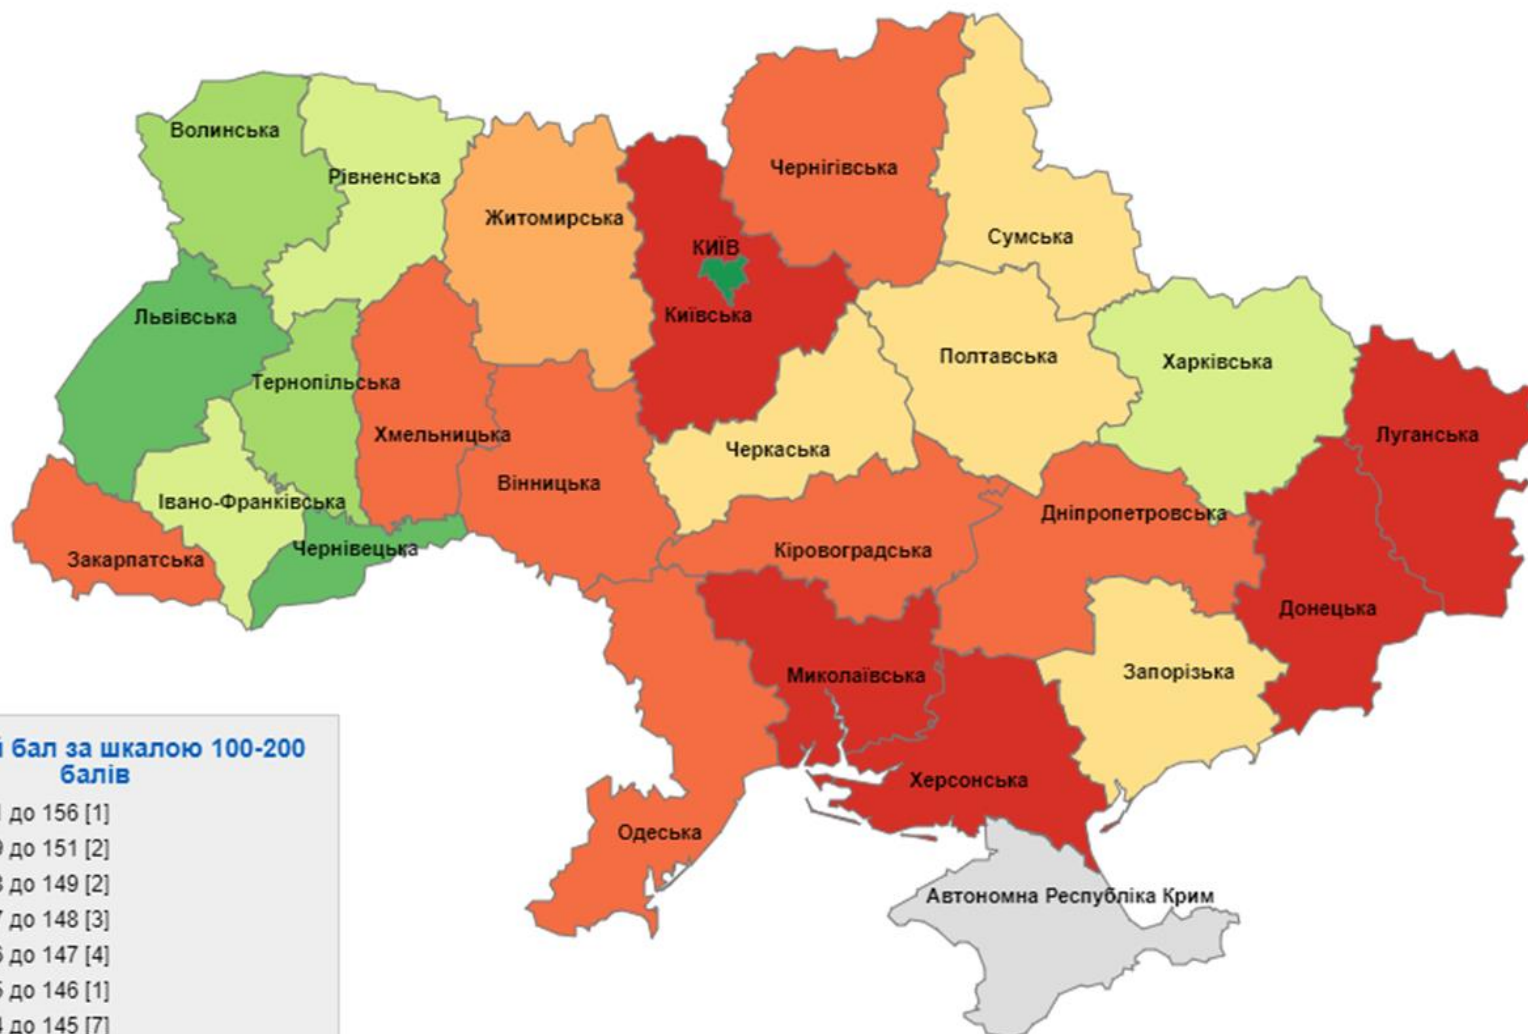 Волинська
Рівненська
Чернігівська
Житомирська
Сумська
КИЇВ
Львівська
Київська
Полтавська
Харківська
Тернопільська
Хмельницька
Луганська
Черкаська
Вінницька
Івано-Франківська
Дніпропетровська
Чернівецька
Кіровоградська
Закарпатська
Донецька
Запорізька
Миколаївська
Херсонська
Одеська
Автономна Республіка Крим
бал за шкалою 100-200
балів
до 156 [1]
до 151 [2]
до 149 [2]
до 148 [3]
до 147 [4]
до 146 [1]
до 145 [7]